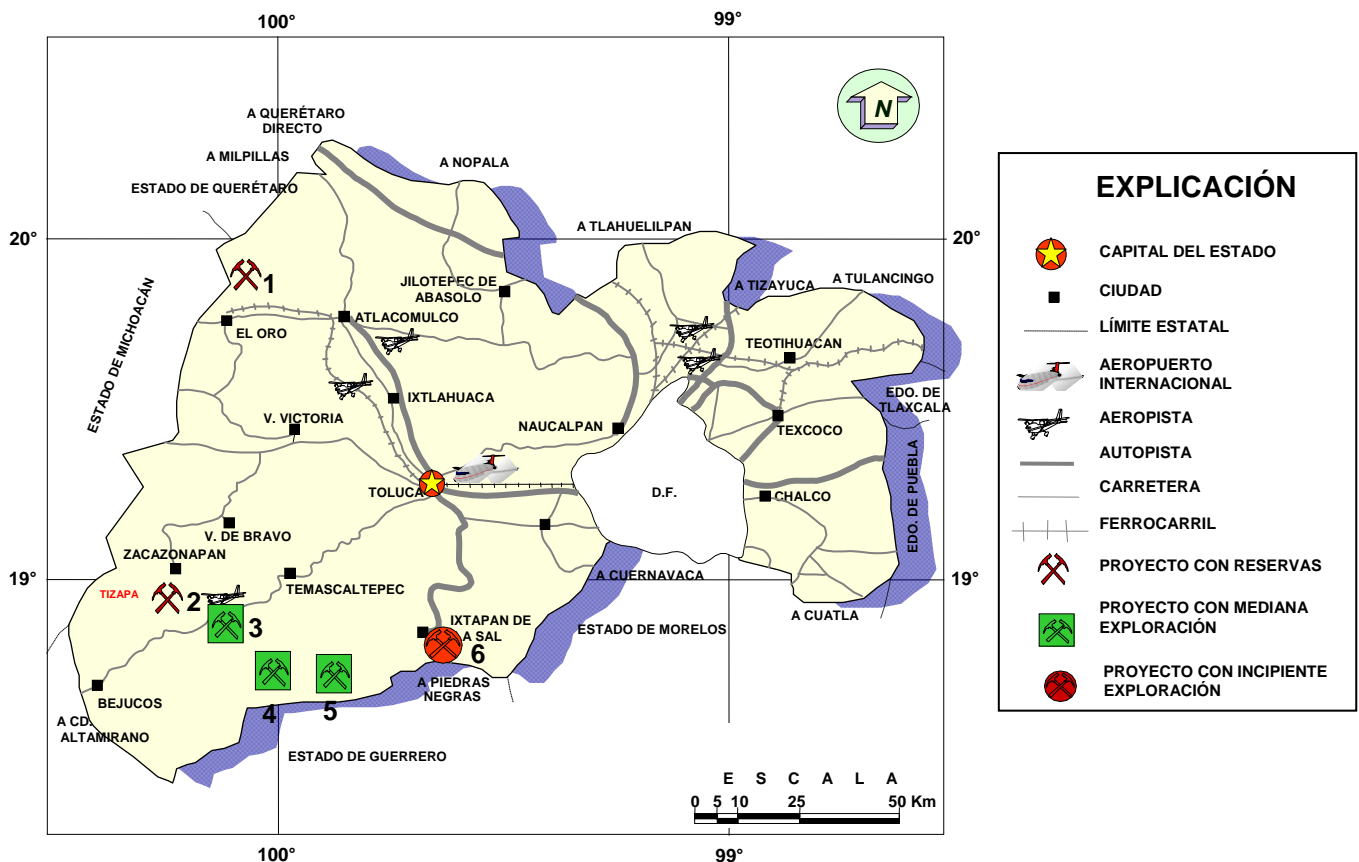 100°
99°
N
A QUERÉTARO
DIRECTO
A MILPILLAS
A NOPALA
ESTADO DE QUERÉTARO
A TLAHUELILPAN
20°
20°
1
JILOTEPEC DE
ABASOLO
A TIZAYUCA
A TULANCINGO
ESTADO DE MICHOACÁN
EL ORO
ATLACOMULCO
TEOTIHUACAN
IXTLAHUACA
EDO. DE
TLAXCALA
V. VICTORIA
NAUCALPAN
TEXCOCO
TOLUCA
D.F.
CHALCO
EDO. DE PUEBLA
V. DE BRAVO
ZACAZONAPAN
19°
19°
TIZAPA
2
TEMASCALTEPEC
A CUERNAVACA
A CUATLA
3
IXTAPAN DE
A SAL
ESTADO DE MORELOS
6
4
5
A PIEDRAS
NEGRAS
BEJUCOS
A CD.
ALTAMIRANO
ESTADO DE GUERRERO
E S C A L A
0 5 10 25 50 Km
100°
99°
EXPLICACIÓN
CAPITAL DEL ESTADO
CIUDAD
LÍMITE ESTATAL
AEROPUERTO
INTERNACIONAL
AEROPISTA
AUTOPISTA
CARRETERA
FERROCARRIL
PROYECTO CON RESERVAS
PROYECTO CON MEDIANA
EXPLORACIÓN
PROYECTO CON INCIPIENTE
EXPLORACIÓN